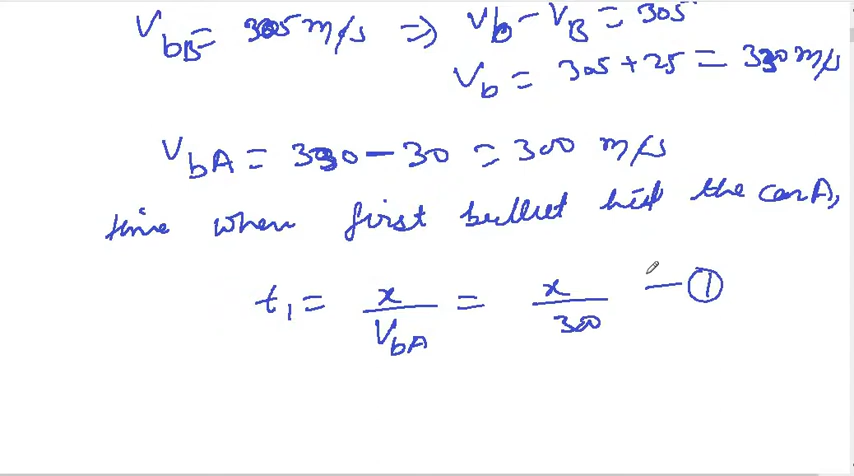 V_bB = 305 m/s ⇒ V_b - V_B = 305
V_b = 305 + 25 = 330 m/s
V_bA = 330 - 30 = 300 m/s
time when first bullet hit the car A,
t_1 = x/V_bA = x/300 — ①